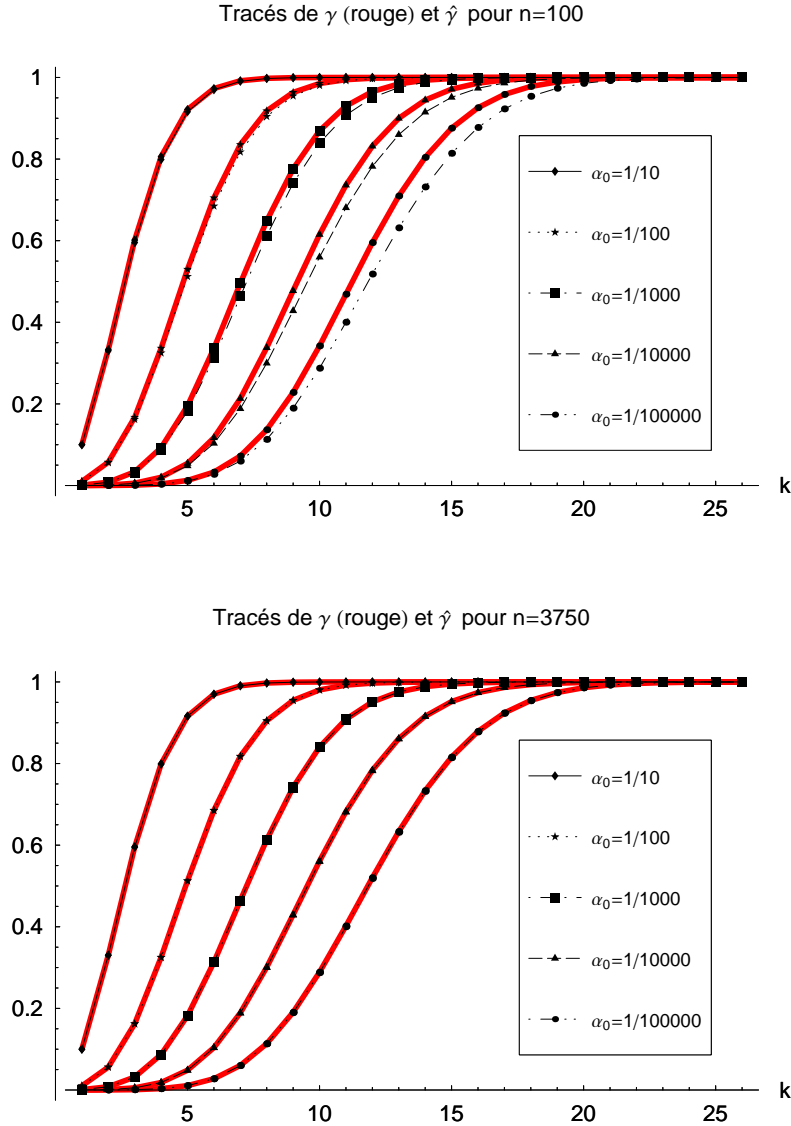 Tracés de γ (rouge) et γ̂ pour n=100
1
0.8
0.6
0.4
0.2
5
10
15
20
25
k
α₀=1/10
α₀=1/100
α₀=1/1000
α₀=1/10000
α₀=1/100000
Tracés de γ (rouge) et γ̂ pour n=3750
1
0.8
0.6
0.4
0.2
5
10
15
20
25
k
α₀=1/10
α₀=1/100
α₀=1/1000
α₀=1/10000
α₀=1/100000